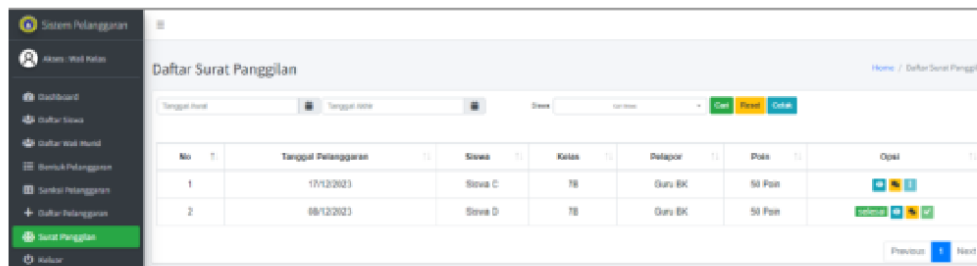 Sistem Pelanggaran
Akses : Wali Kelas
Daftar Surat Panggilan
Home / Daftar Surat Panggil
Dashboard
Tanggal Awal
Tanggal Akhir
Siswa
Cari
Reset
Cetak
Daftar Siswa
Daftar Wali Murid
Bentuk Pelanggaran
Sanksi Pelanggaran
Daftar Pelanggaran
Surat Panggilan
Keluar
No Tanggal Pelanggaran Siswa Kelas Pelapor Poin Opsi
1 17/12/2023 Siswa C 7B Guru BK 50 Poin
2 08/12/2023 Siswa D 7B Guru BK 50 Poin selesai
Previous 1 Next